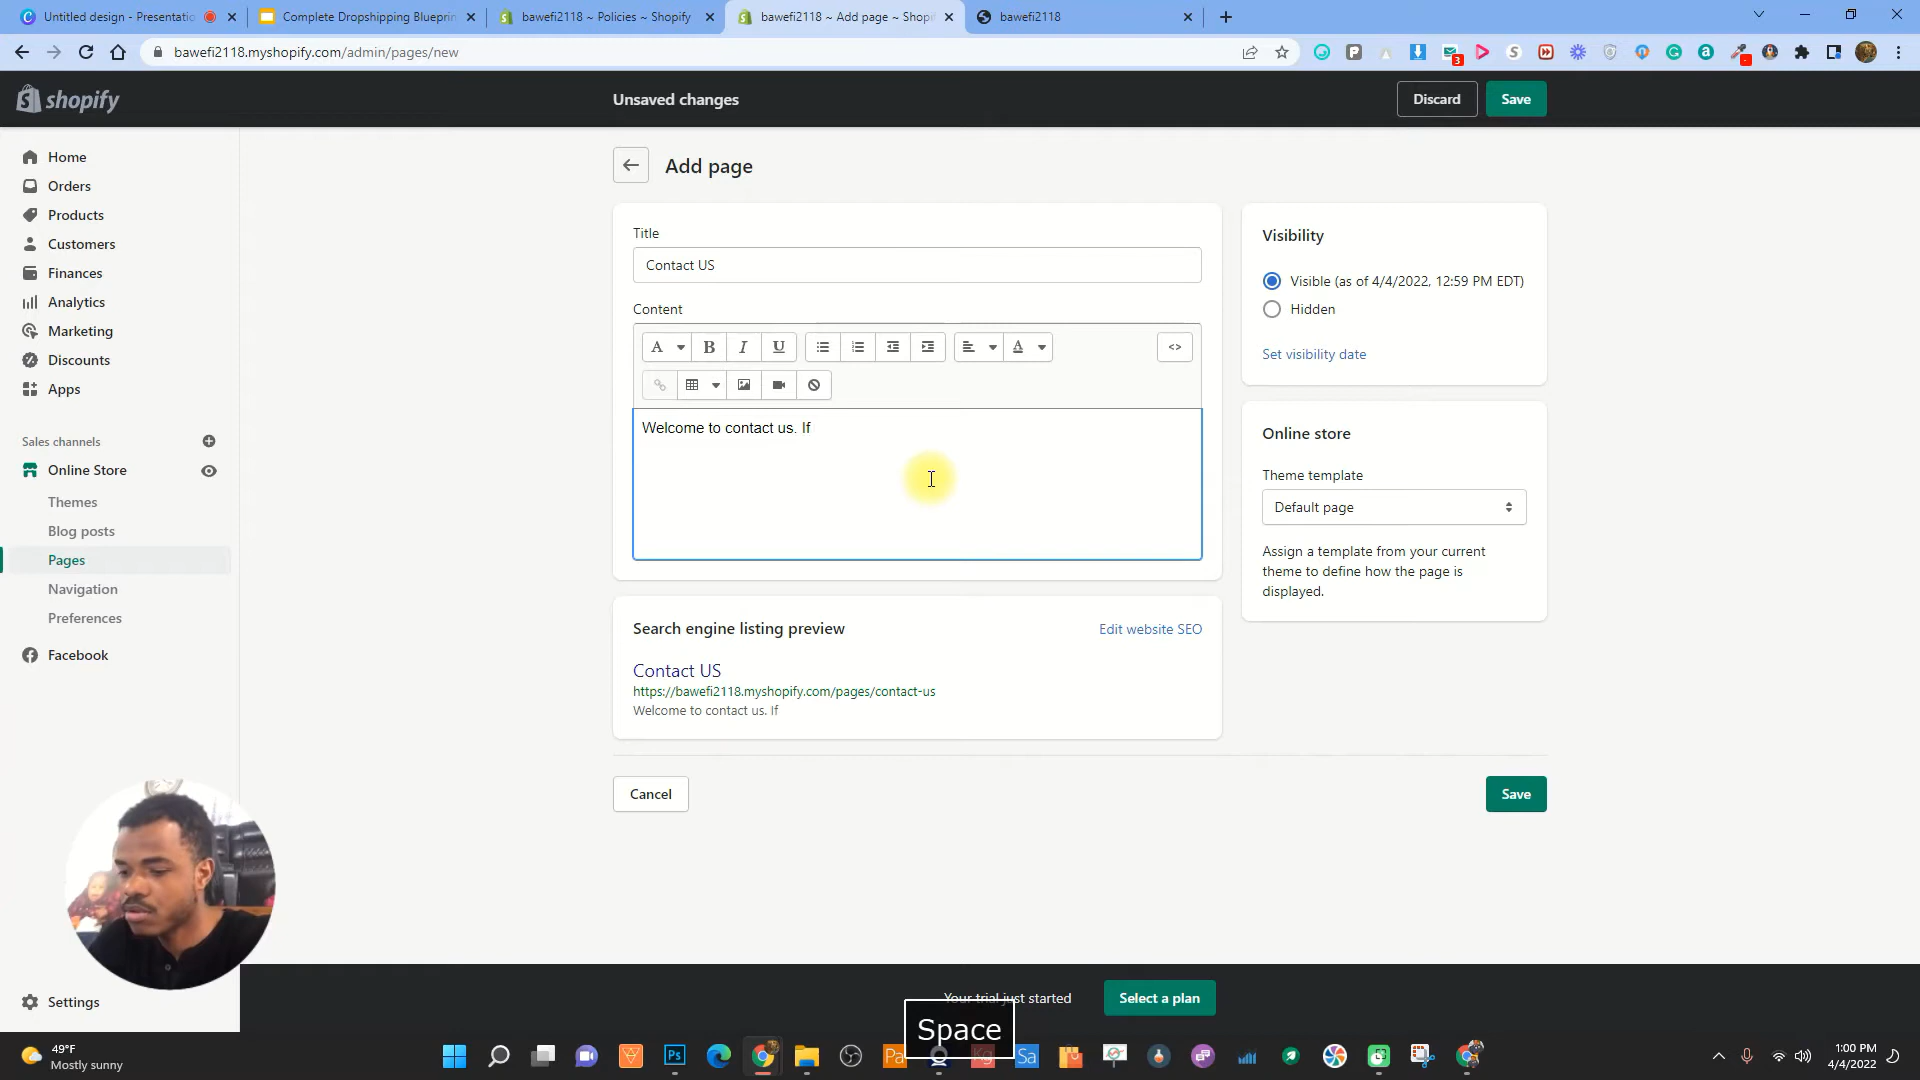 Untitled design - Presentatio
Complete Dropshipping Blueprin
bawefi2118 ~ Policies ~ Shopify
bawefi2118 ~ Add page ~ Shopi
bawefi2118
bawefi2118.myshopify.com/admin/pages/new
shopify
Unsaved changes
Discard
Save
Home
Orders
Products
Customers
Finances
Analytics
Marketing
Discounts
Apps
Sales channels
Online Store
Themes
Blog posts
Pages
Navigation
Preferences
Facebook
Settings
Add page
Title
Contact US
Content
Welcome to contact us. If
Search engine listing preview
Edit website SEO
Contact US
https://bawefi2118.myshopify.com/pages/contact-us
Welcome to contact us. If
Cancel
Save
Visibility
Visible (as of 4/4/2022, 12:59 PM EDT)
Hidden
Set visibility date
Online store
Theme template
Default page
Assign a template from your current
theme to define how the page is
displayed.
Your trial just started
Select a plan
Space
49°F
Mostly sunny
1:00 PM
4/4/2022